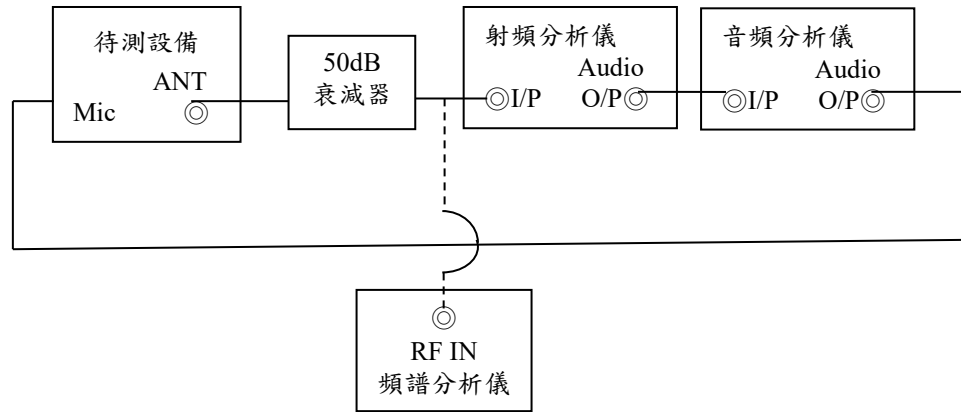 待測設備
ANT
Mic
50dB
衰減器
射頻分析儀
Audio
I/P O/P
音頻分析儀
Audio
I/P O/P
RF IN
頻譜分析儀